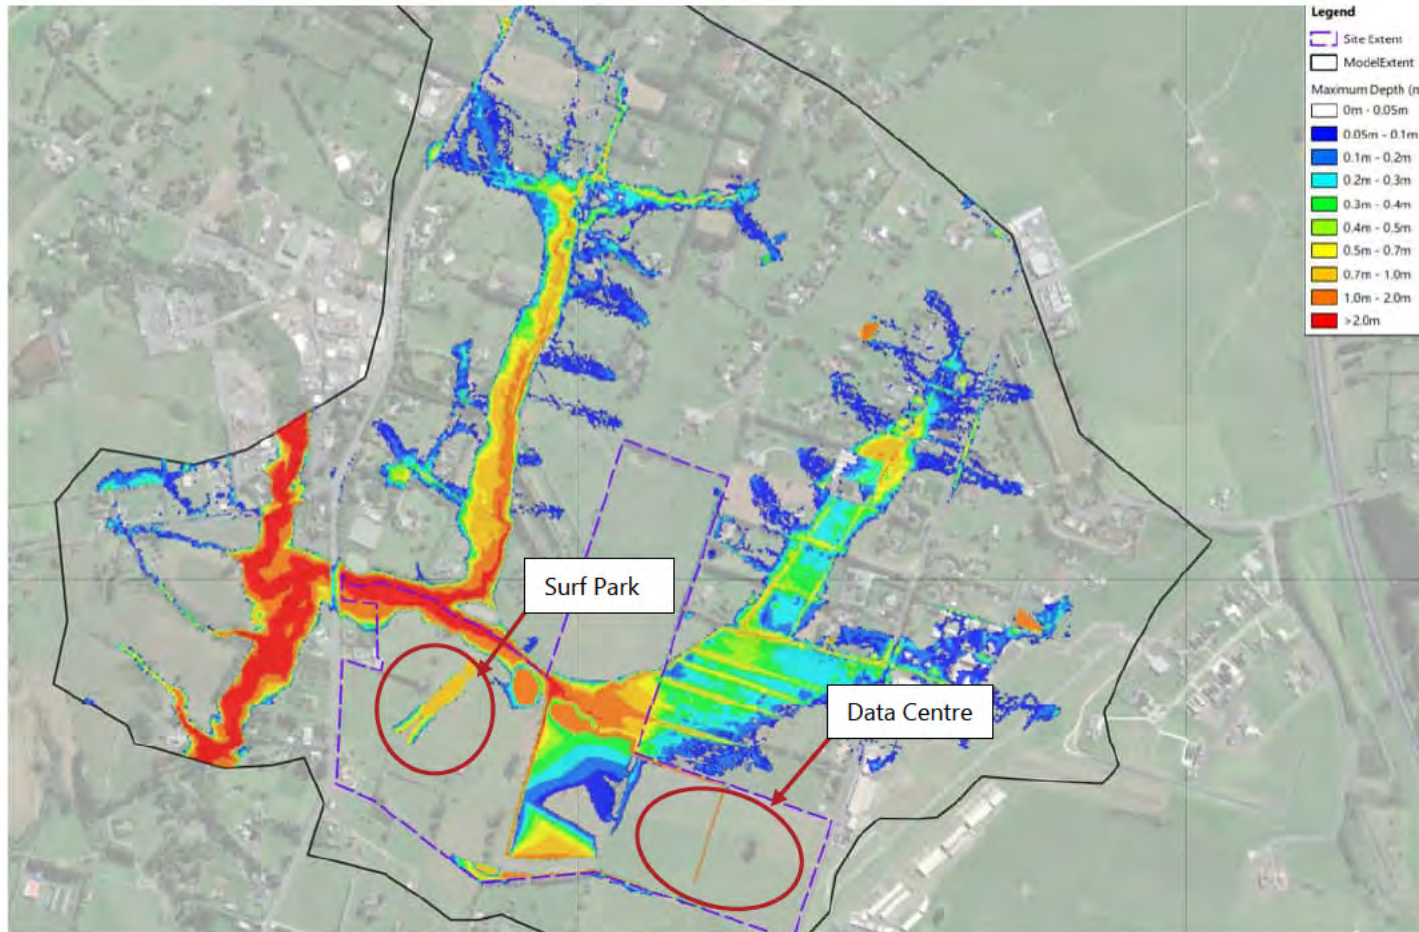 Legend
Site Extent
ModelExtent
Maximum Depth (m
0m - 0.05m
0.05m - 0.1m
0.1m - 0.2m
0.2m - 0.3m
0.3m - 0.4m
0.4m - 0.5m
0.5m - 0.7m
0.7m - 1.0m
1.0m - 2.0m
>2.0m
Surf Park
Data Centre